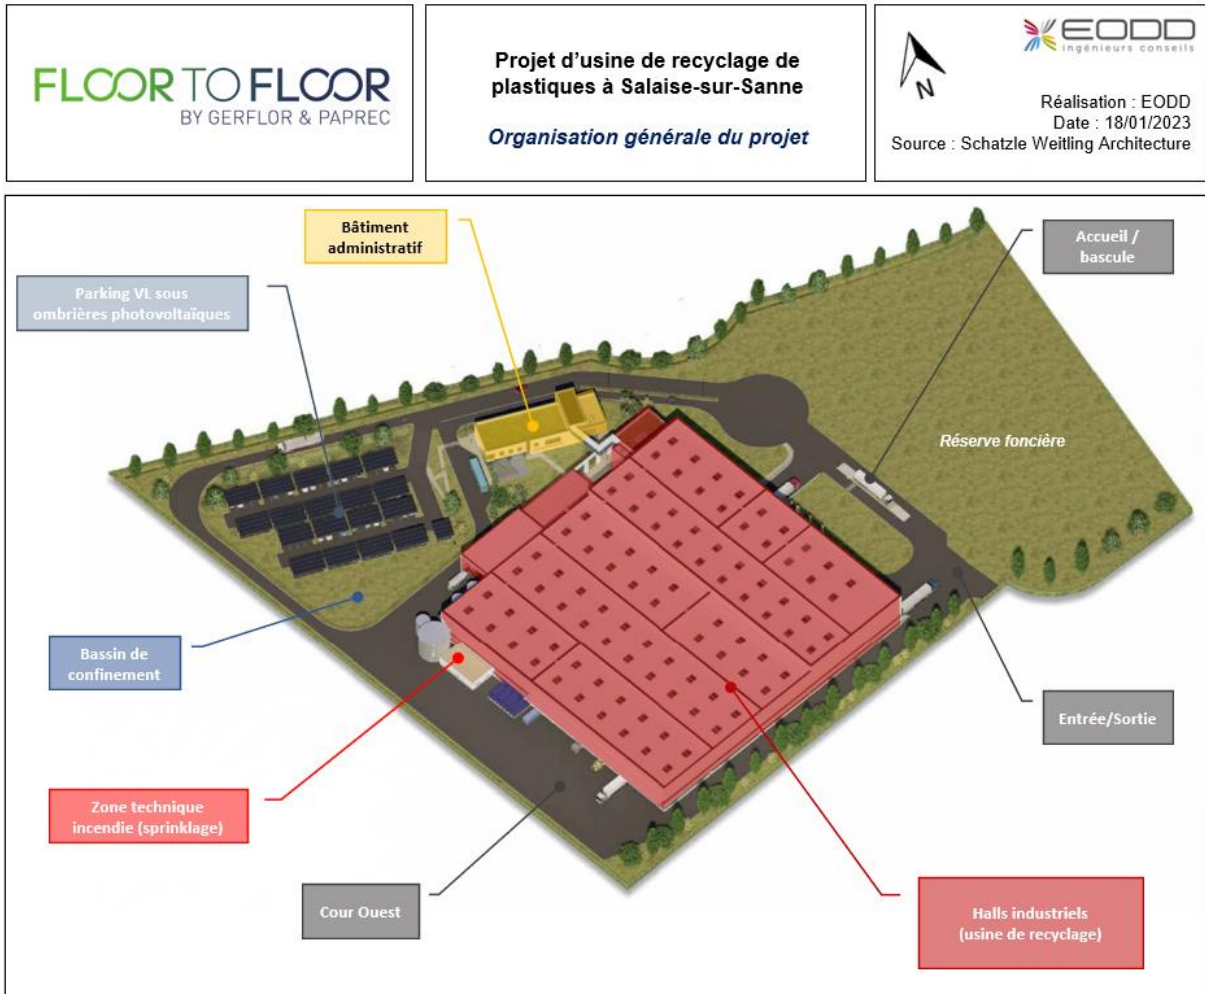 FLOOR TO FLOOR
BY GERFLOR & PAPREC
Projet d'usine de recyclage de
plastiques à Salaise-sur-Sanne
Organisation générale du projet
N
EODD
ingénieurs conseils
Réalisation : EODD
Date : 18/01/2023
Source : Schatzle Weitling Architecture
Bâtiment
administratif
Accueil /
bascule
Parking VL sous
ombrières photovoltaïques
Réserve foncière
Bassin de
confinement
Entrée/Sortie
Zone technique
incendie (sprinklage)
Cour Ouest
Halls industriels
(usine de recyclage)